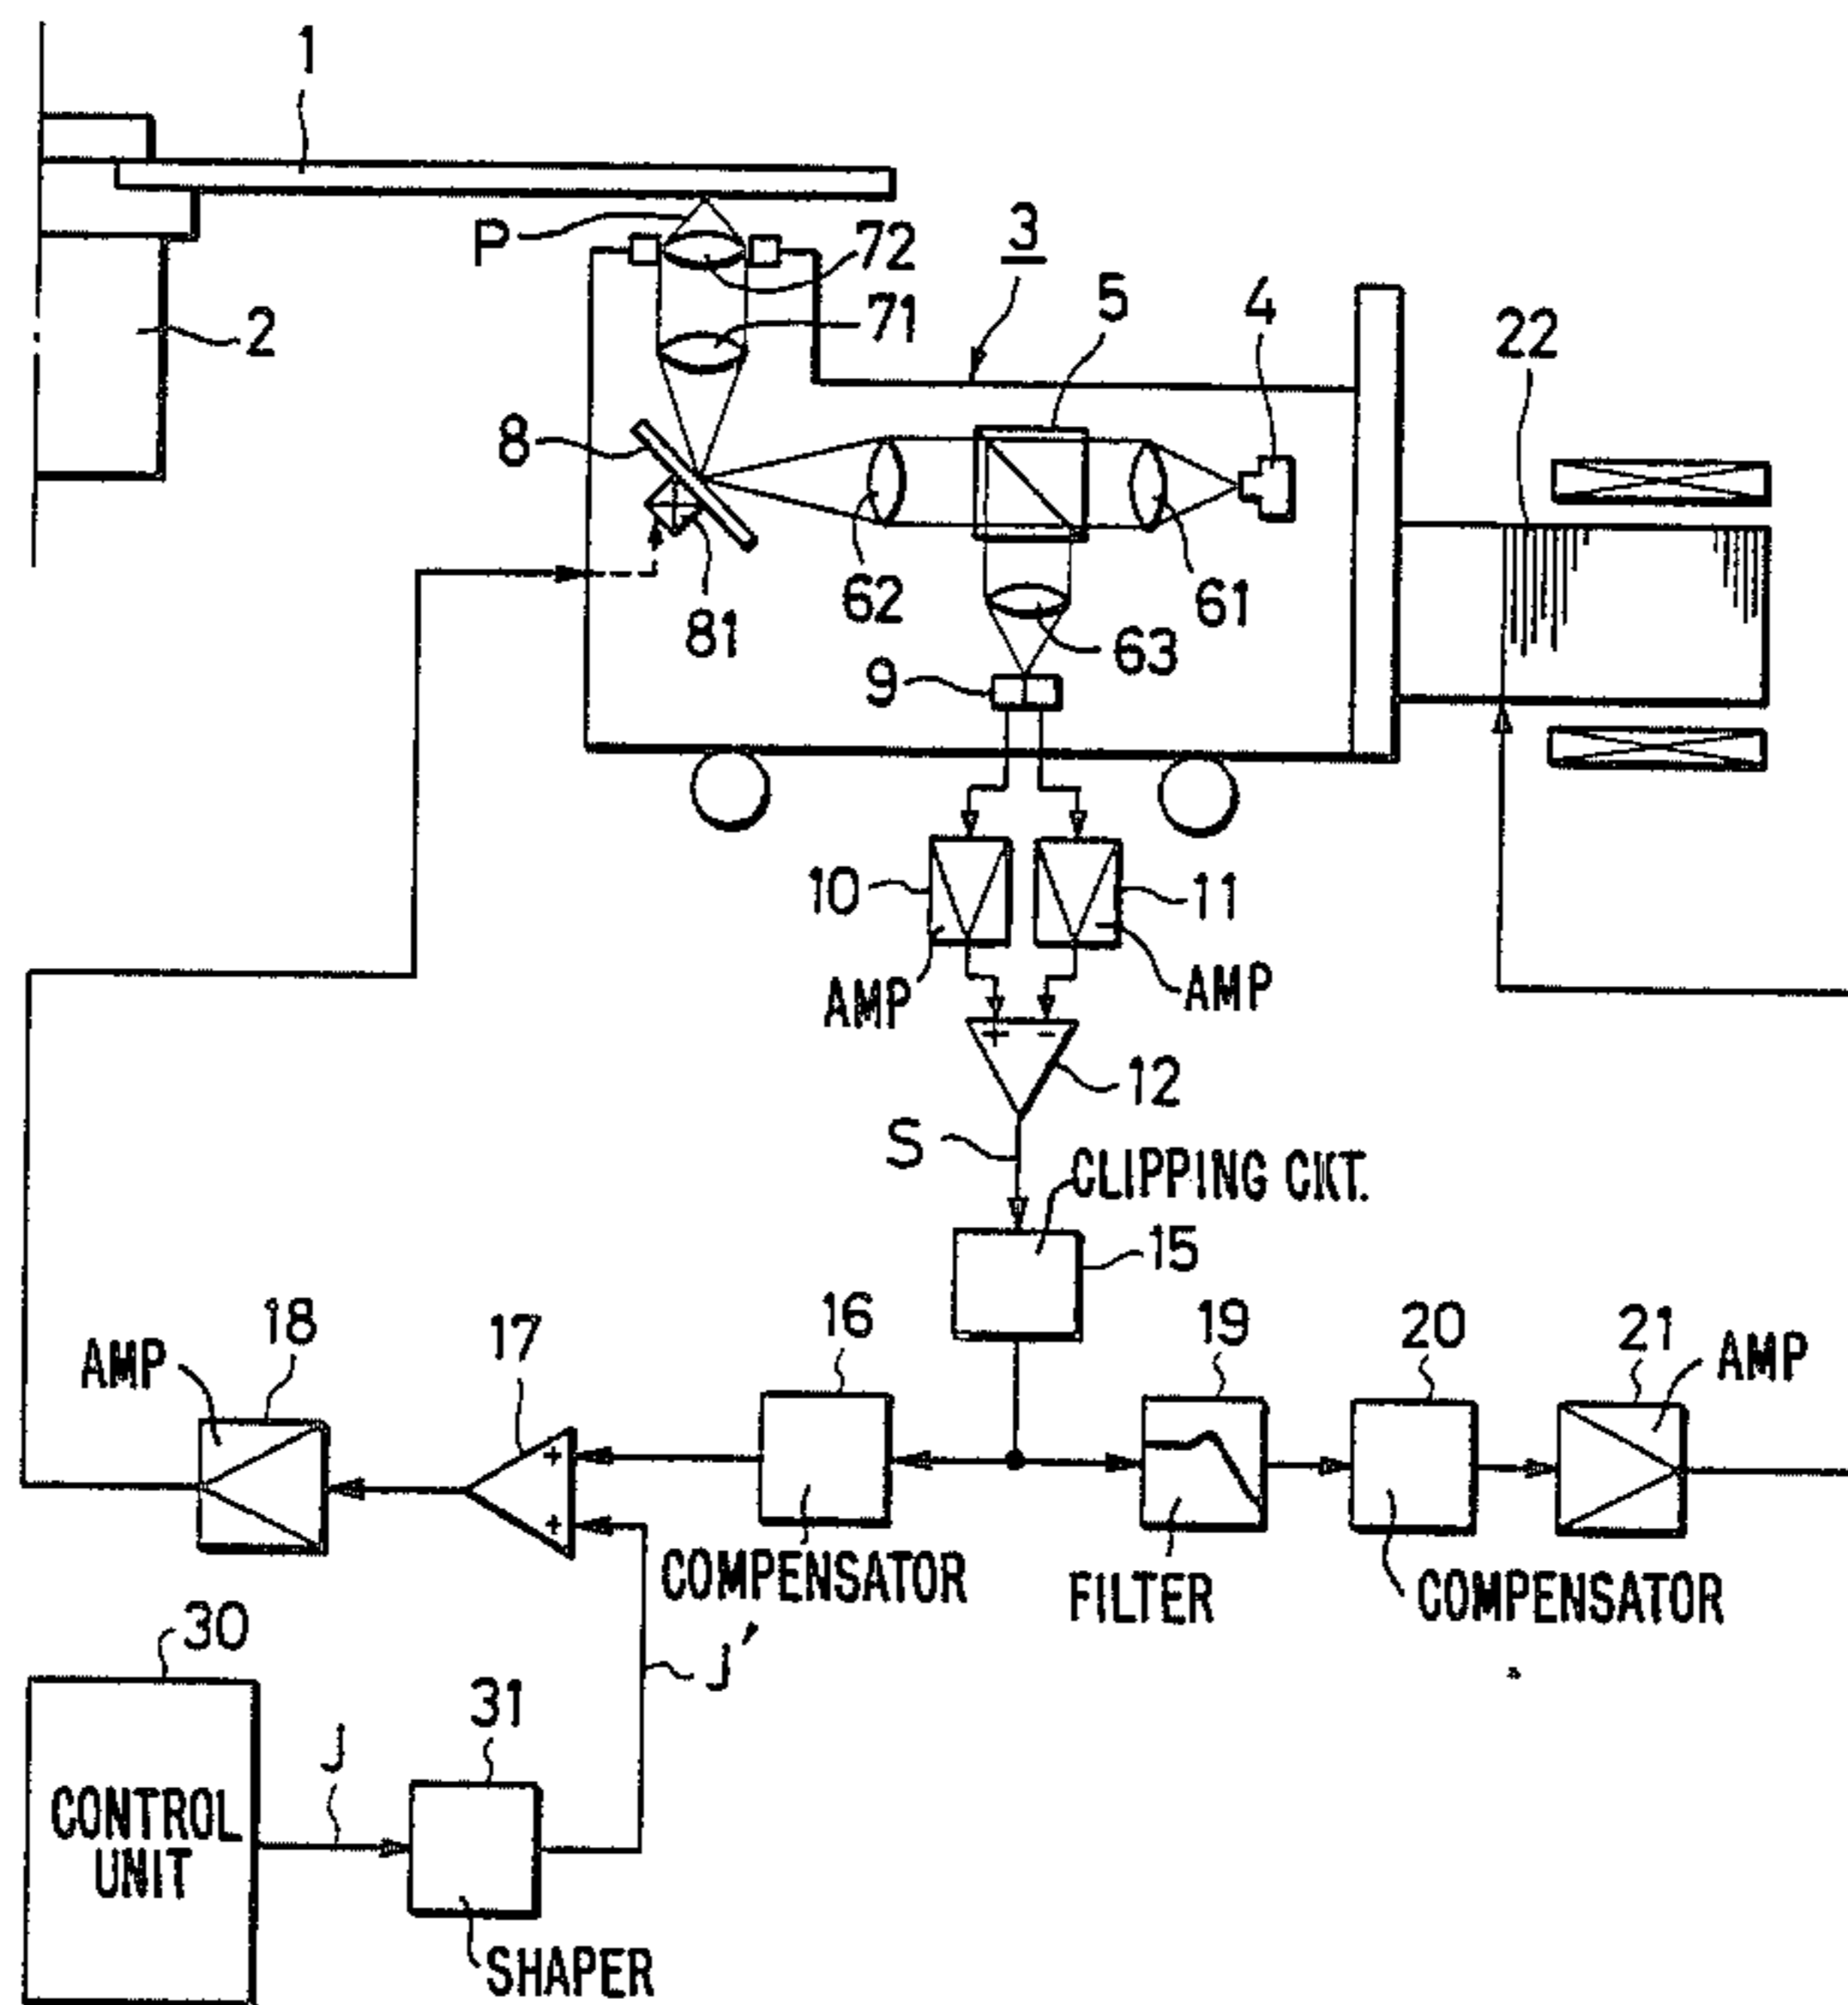 1
P
72
3
71
5
4
2
22
8
62
61
81
63
9
10
11
AMP
AMP
+ -
12
S
CLIPPING CKT.
15
16
19
20
21
AMP
18
17
AMP
+
+
COMPENSATOR
FILTER
COMPENSATOR
30
J'
31
J
CONTROL
UNIT
SHAPER